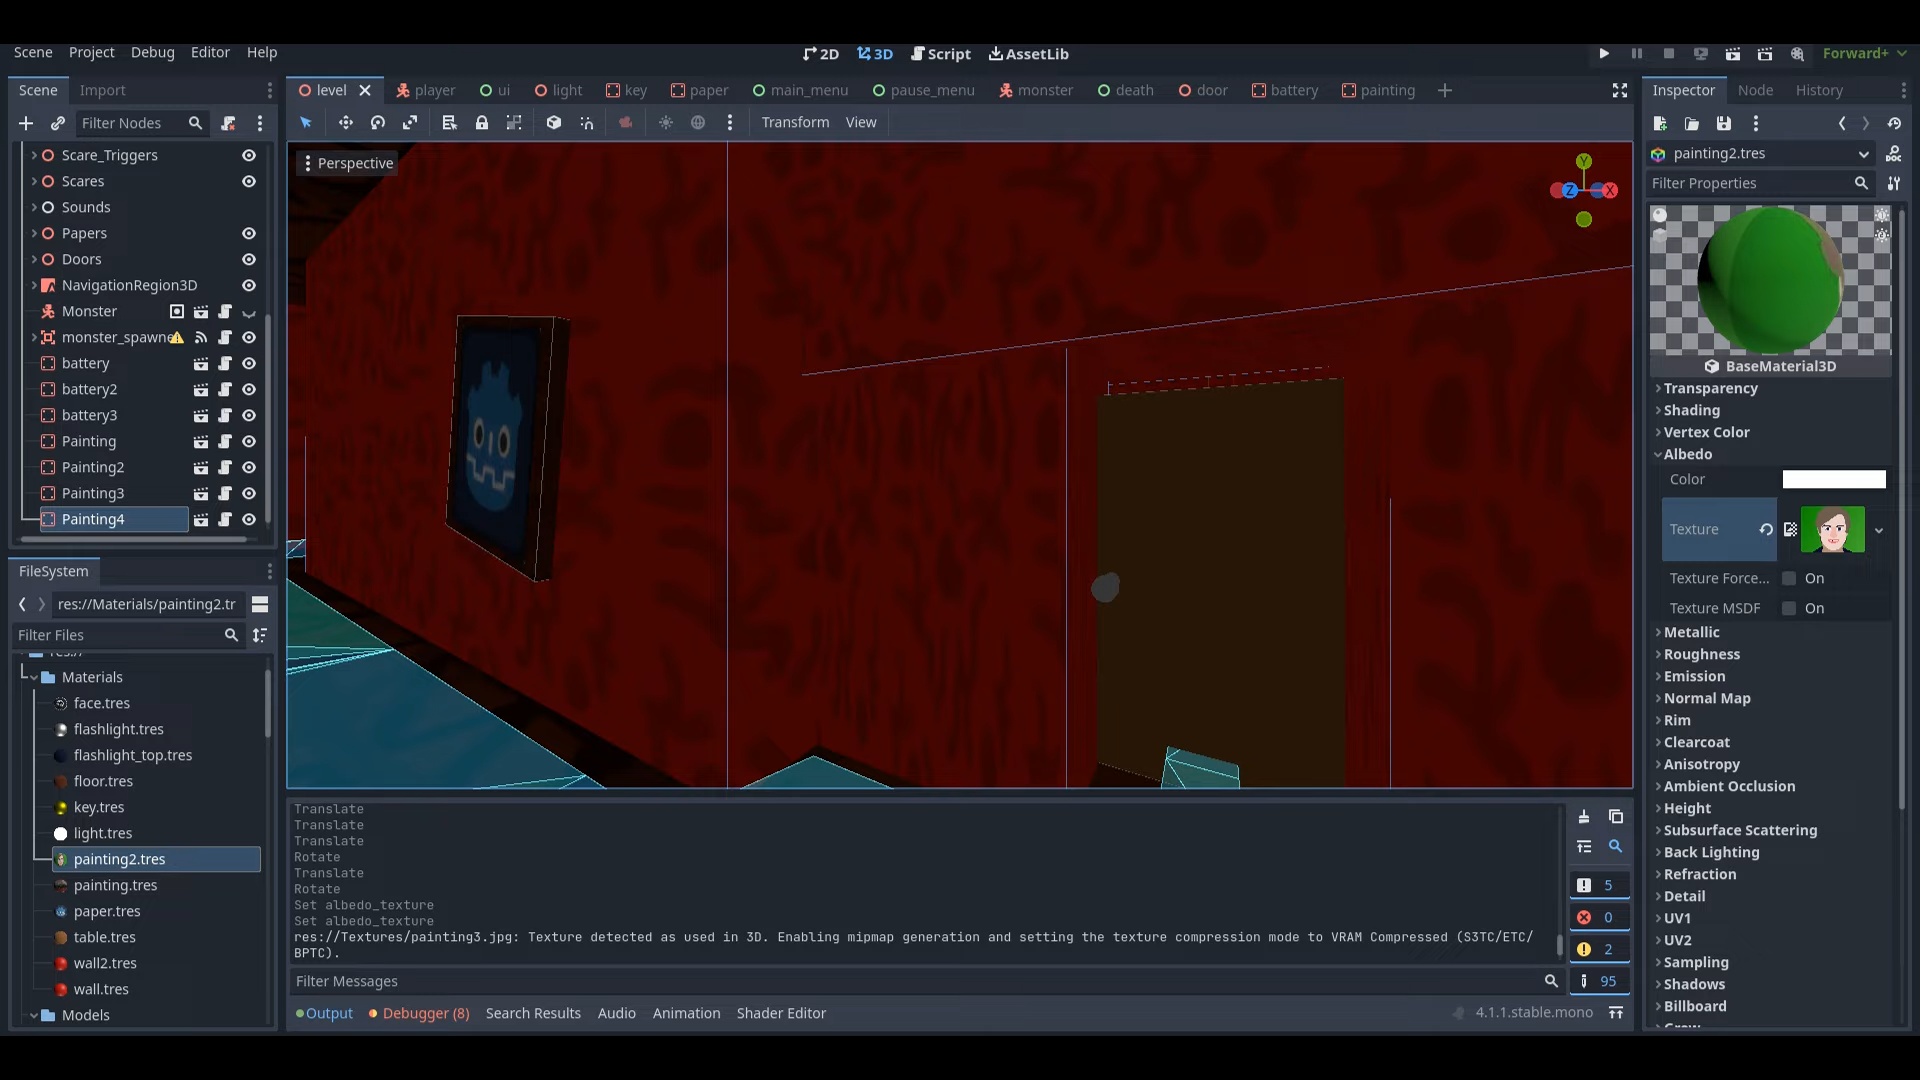 Scene Project Debug Editor Help
2D 3D Script AssetLib
Forward+
Scene Import
level player ui light key paper main_menu pause_menu monster death door battery painting
Inspector Node History
Filter Nodes
Transform View
Perspective
Y
Z X
painting2.tres
DOC
Filter Properties
Scare_Triggers
Scares
Sounds
Papers
Doors
NavigationRegion3D
Monster
monster_spawne
battery
battery2
battery3
Painting
Painting2
Painting3
Painting4
BaseMaterial3D
Transparency
Shading
Vertex Color
Albedo
Color
Texture
Texture Force... On
Texture MSDF On
Metallic
Roughness
Emission
Normal Map
Rim
Clearcoat
Anisotropy
Ambient Occlusion
Height
Subsurface Scattering
Back Lighting
Refraction
Detail
UV1
UV2
Sampling
Shadows
Billboard
FileSystem
res://Materials/painting2.tr
Filter Files
Materials
face.tres
flashlight.tres
flashlight_top.tres
floor.tres
key.tres
light.tres
painting2.tres
painting.tres
paper.tres
table.tres
wall2.tres
wall.tres
Models
Translate
Translate
Translate
Rotate
Translate
Rotate
Set albedo_texture
Set albedo_texture
res://Textures/painting3.jpg: Texture detected as used in 3D. Enabling mipmap generation and setting the texture compression mode to VRAM Compressed (S3TC/ETC/
BPTC).
5
0
2
95
Filter Messages
Output Debugger (8) Search Results Audio Animation Shader Editor
4.1.1.stable.mono